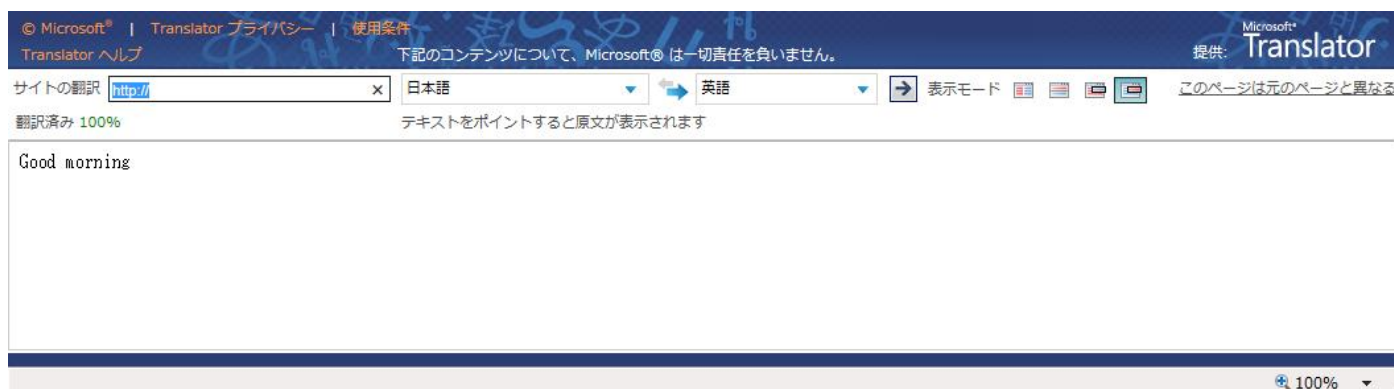 © Microsoft® | Translator プライバシー | 使用条件
Translator ヘルプ
下記のコンテンツについて、Microsoft® は一切責任を負いません。
提供: Microsoft® Translator
サイトの翻訳 http:// × 日本語 英語 表示モード このページは元のページと異なる
翻訳済み 100% テキストをポイントすると原文が表示されます
Good morning
100%